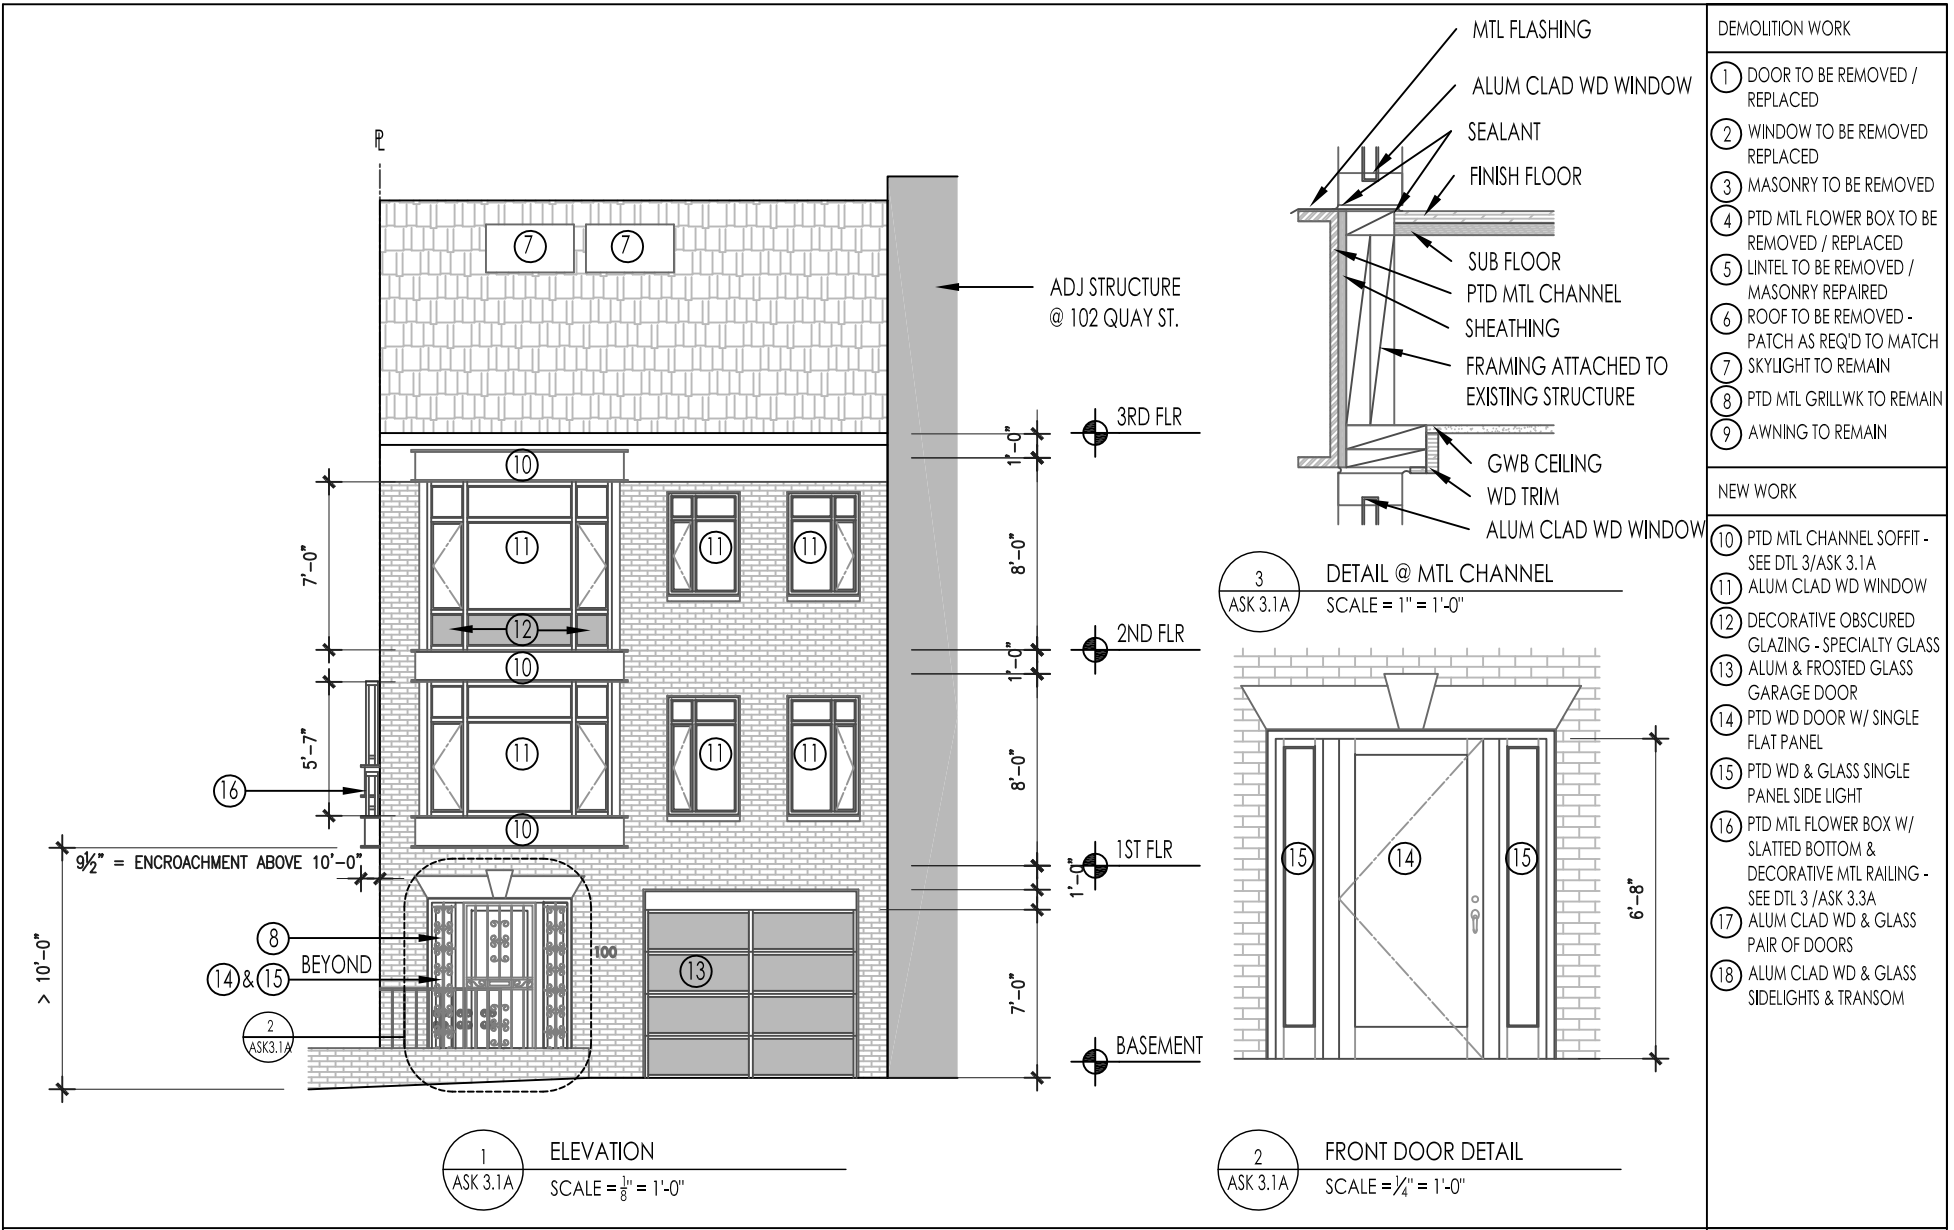 ℄
7
7
ADJ STRUCTURE
@ 102 QUAY ST.
3RD FLR
1'-0"
10
7'-0"
11
11
11
8'-0"
12
2ND FLR
1'-0"
10
5'-7"
11
11
11
8'-0"
16
10
9½" = ENCROACHMENT ABOVE 10'-0"
1ST FLR
1'-0"
> 10'-0"
8
14 & 15 BEYOND
100
13
7'-0"
2
ASK3.1A
BASEMENT
1
ASK 3.1A
ELEVATION
SCALE = ⅛" = 1'-0"
MTL FLASHING
ALUM CLAD WD WINDOW
SEALANT
FINISH FLOOR
SUB FLOOR
PTD MTL CHANNEL
SHEATHING
FRAMING ATTACHED TO
EXISTING STRUCTURE
GWB CEILING
WD TRIM
ALUM CLAD WD WINDOW
3
ASK 3.1A
DETAIL @ MTL CHANNEL
SCALE = 1" = 1'-0"
15
14
15
6'-8"
2
ASK 3.1A
FRONT DOOR DETAIL
SCALE = ¼" = 1'-0"
DEMOLITION WORK
1 DOOR TO BE REMOVED /
REPLACED
2 WINDOW TO BE REMOVED
REPLACED
3 MASONRY TO BE REMOVED
4 PTD MTL FLOWER BOX TO BE
REMOVED / REPLACED
5 LINTEL TO BE REMOVED /
MASONRY REPAIRED
6 ROOF TO BE REMOVED -
PATCH AS REQ'D TO MATCH
7 SKYLIGHT TO REMAIN
8 PTD MTL GRILLWK TO REMAIN
9 AWNING TO REMAIN
NEW WORK
10 PTD MTL CHANNEL SOFFIT -
SEE DTL 3/ASK 3.1A
11 ALUM CLAD WD WINDOW
12 DECORATIVE OBSCURED
GLAZING - SPECIALTY GLASS
13 ALUM & FROSTED GLASS
GARAGE DOOR
14 PTD WD DOOR W/ SINGLE
FLAT PANEL
15 PTD WD & GLASS SINGLE
PANEL SIDE LIGHT
16 PTD MTL FLOWER BOX W/
SLATTED BOTTOM &
DECORATIVE MTL RAILING -
SEE DTL 3 /ASK 3.3A
17 ALUM CLAD WD & GLASS
PAIR OF DOORS
18 ALUM CLAD WD & GLASS
SIDELIGHTS & TRANSOM